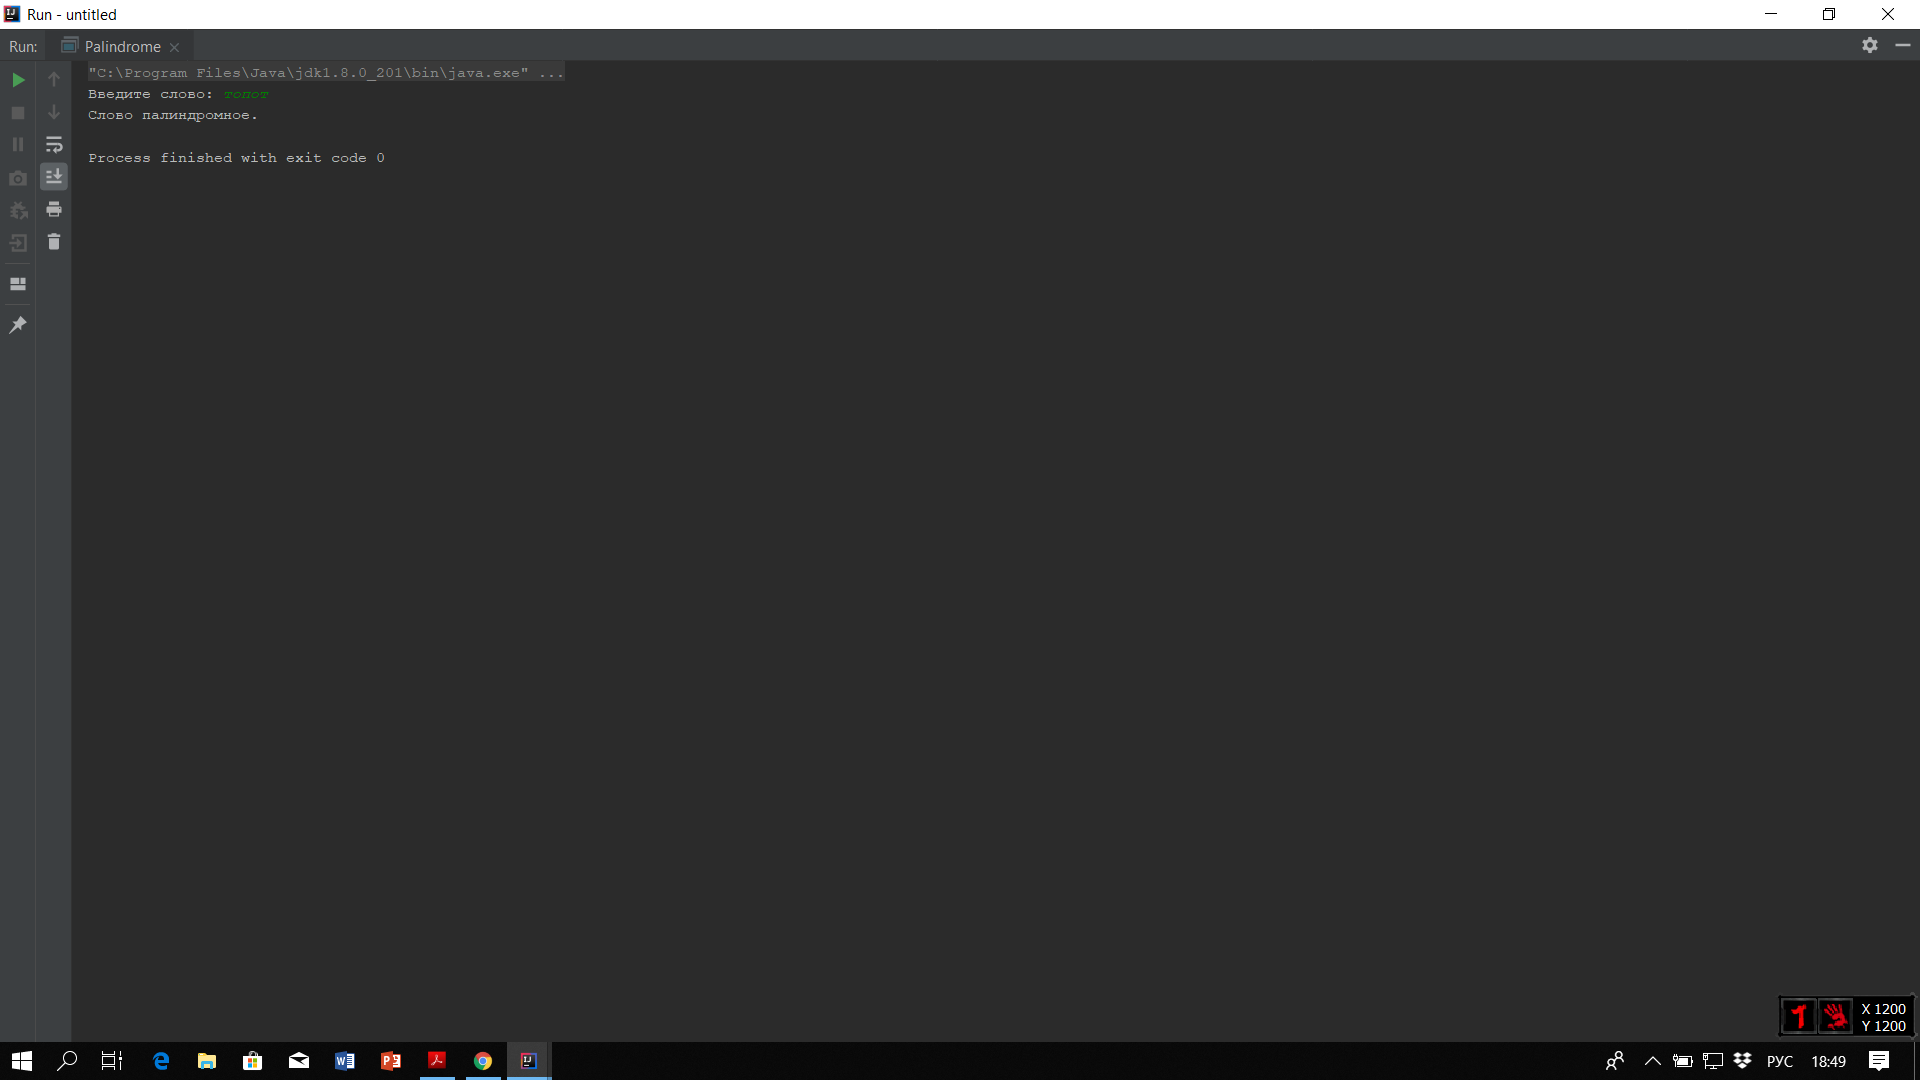 Run - untitled
Run: Palindrome
"C:\Program Files\Java\jdk1.8.0_201\bin\java.exe" ...
Введите слово: топот
Слово палиндромное.
Process finished with exit code 0
X 1200
Y 1200
РУС 18:49